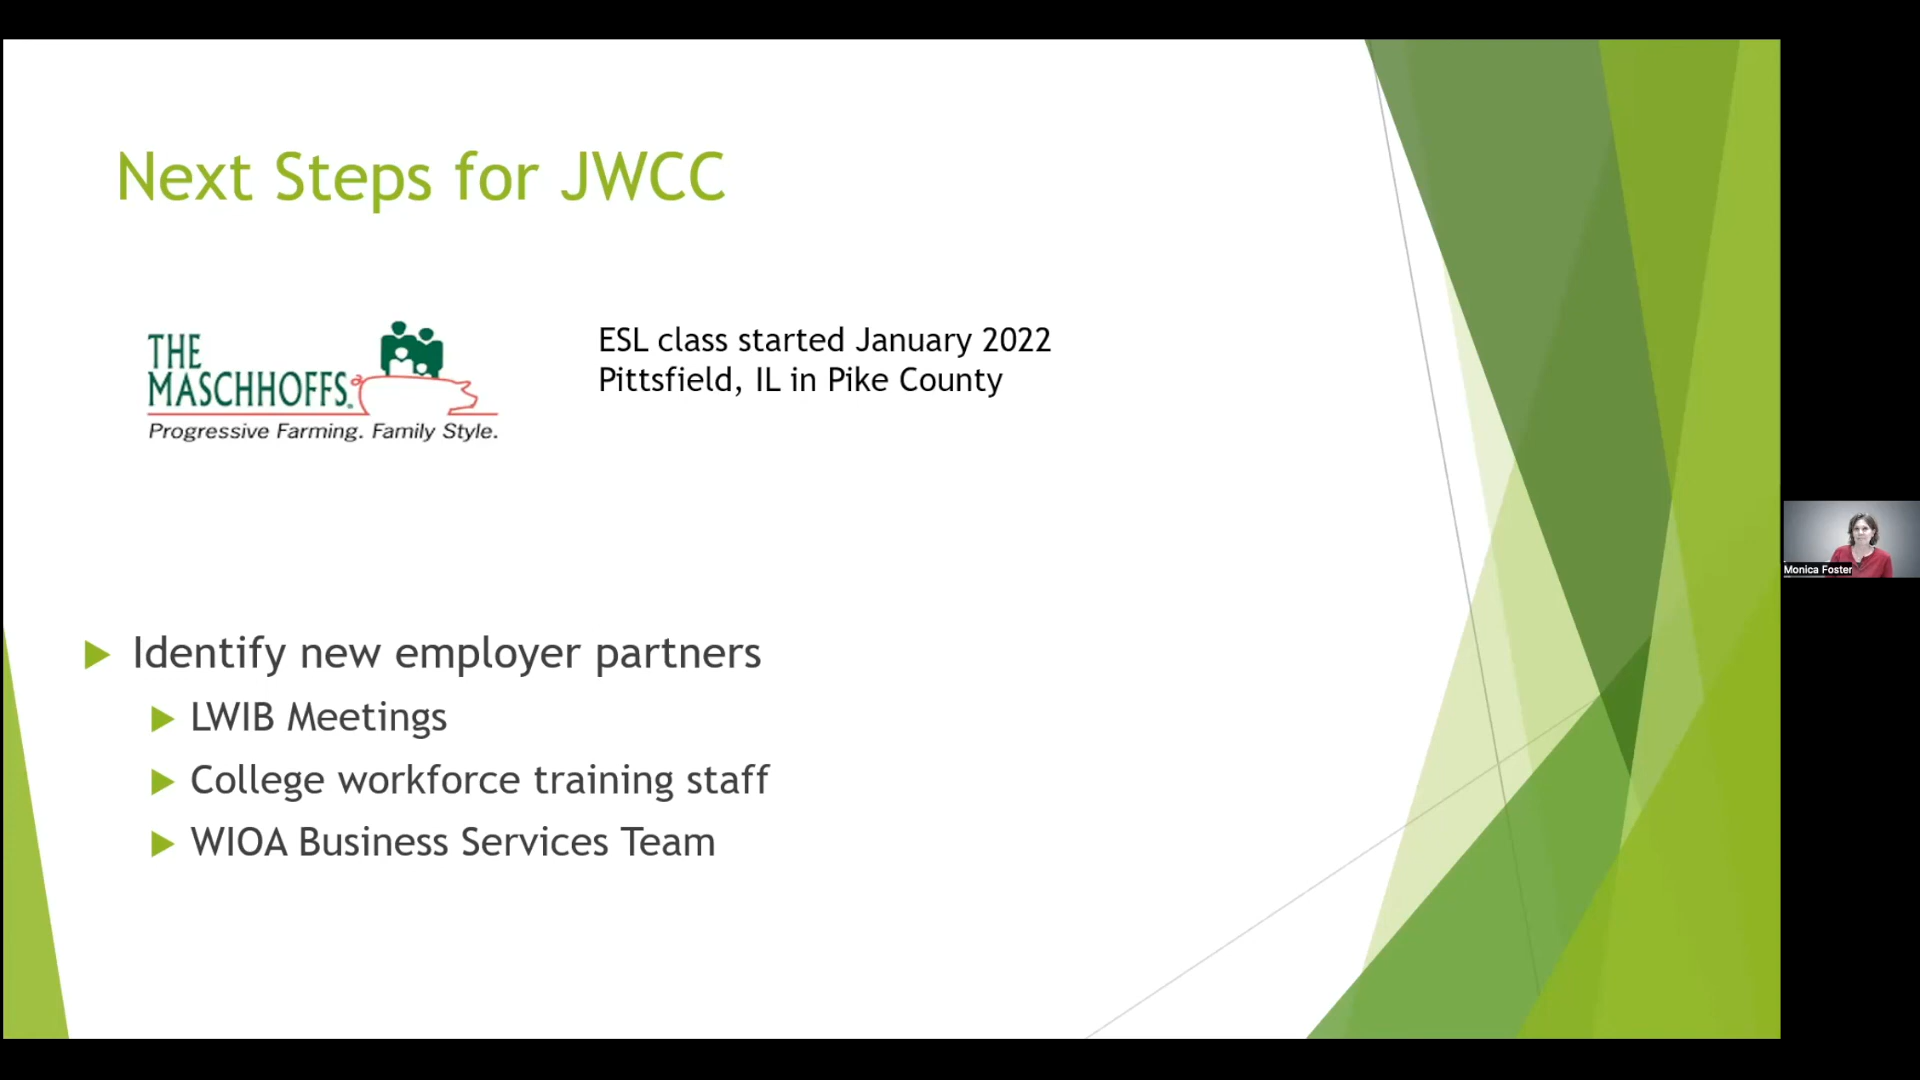 Next Steps for JWCC
THE
MASCHHOFFS.
Progressive Farming. Family Style.
ESL class started January 2022
Pittsfield, IL in Pike County
Identify new employer partners
LWIB Meetings
College workforce training staff
WIOA Business Services Team
Monica Foster